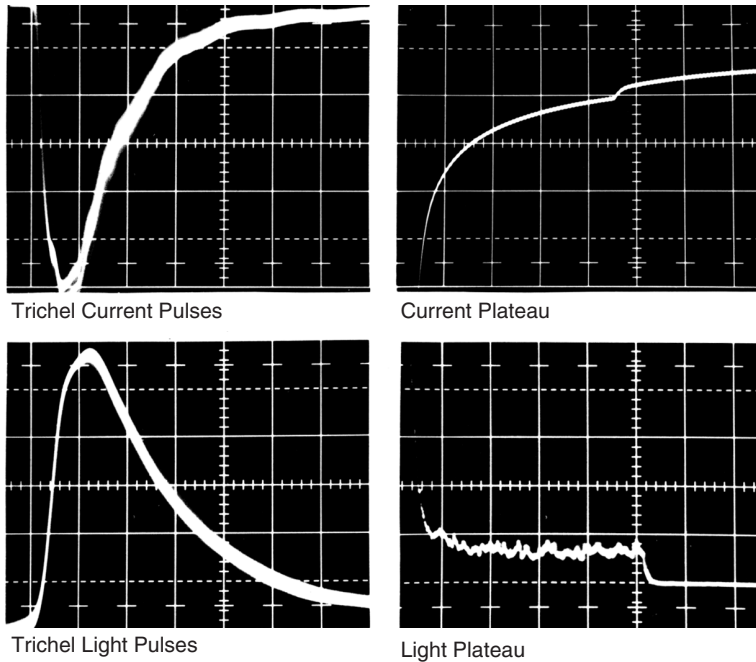 Trichel Current Pulses
Current Plateau
Trichel Light Pulses
Light Plateau